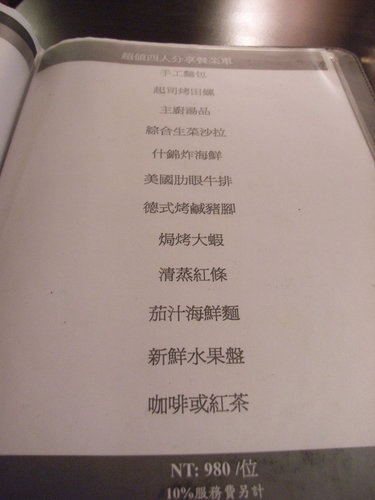 超值四人分享餐菜單
手工麵包
起司烤田螺
主廚湯品
綜合生菜沙拉
什錦炸海鮮
美國肋眼牛排
德式烤鹹豬腳
焗烤大蝦
清蒸紅條
茄汁海鮮麵
新鮮水果盤
咖啡或紅茶
NT: 980 /位
10%服務費另計